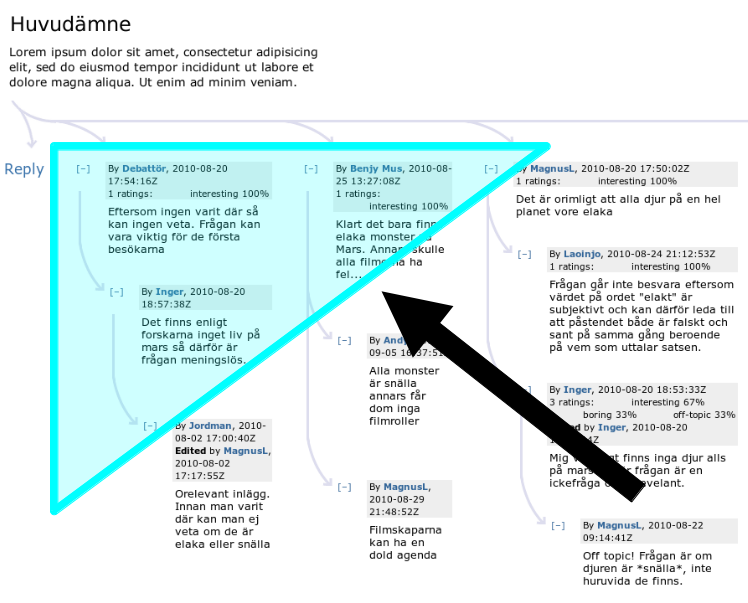 Huvudämne
Lorem ipsum dolor sit amet, consectetur adipisicing
elit, sed do eiusmod tempor incididunt ut labore et
dolore magna aliqua. Ut enim ad minim veniam.
Reply
[-] By Debattör, 2010-08-20
17:54:16Z
1 ratings: interesting 100%
Eftersom ingen varit där så
kan ingen veta. Frågan kan
vara viktig för de första
besökarna
[-] By Inger, 2010-08-20
18:57:38Z
Det finns enligt
forskarna inget liv på
mars så därför är
frågan meningslös.
[-] By Jordman, 2010-
08-02 17:00:40Z
Edited by MagnusL,
2010-08-02
17:17:55Z
Orelevant inlägg.
Innan man varit
där kan man ej
veta om de är
elaka eller snälla
[-] By Benjy Mus, 2010-08-
25 13:27:08Z
1 ratings:
interesting 100%
Klart det bara finns
elaka monster
Mars. Annars skulle
alla filmerna ha
fel...
[-] By
09-05
Alla monster
är snälla
annars får
dom inga
filmroller
[-] By MagnusL,
2010-08-29
21:48:52Z
Filmskaparna
kan ha en
dold agenda
[-] By MagnusL, 2010-08-20 17:50:02Z
1 ratings: interesting 100%
Det är orimligt att alla djur på en hel
planet vore elaka
[-] By Laoinjo, 2010-08-24 21:12:53Z
1 ratings: interesting 100%
Frågan går inte besvara eftersom
värdet på ordet "elakt" är
subjektivt och kan därför leda till
att påstendet både är falskt och
sant på samma gång beroende
på vem som uttalar satsen.
By Inger, 2010-08-20 18:53:33Z
3 ratings: interesting 67%
boring 33% off-topic 33%
by Inger, 2010-08-20
Mig finns inga djur alls
på mars frågan är en
ickefråga
[-] By MagnusL, 2010-08-22
09:14:41Z
Off topic! Frågan är om
djuren är *snälla*, inte
huruvida de finns.